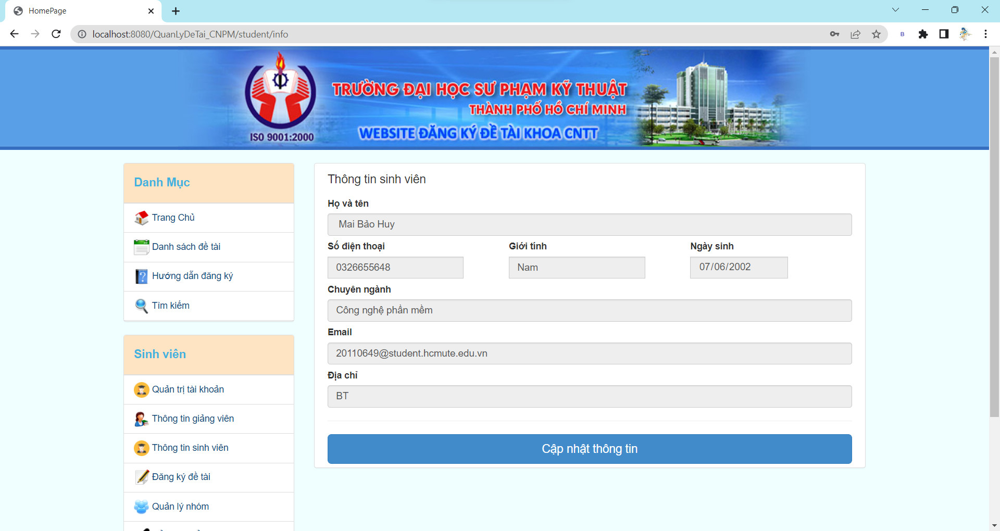 HomePage
localhost:8080/QuanLyDeTai_CNPM/student/info
B
TRƯỜNG ĐẠI HỌC SƯ PHẠM KỸ THUẬT
THÀNH PHỐ HỒ CHÍ MINH
WEBSITE ĐĂNG KÝ ĐỀ TÀI KHOA CNTT
ISO 9001:2000
Danh Mục
Trang Chủ
Danh sách đề tài
Hướng dẫn đăng ký
Tìm kiếm
Sinh viên
Quản trị tài khoản
Thông tin giảng viên
Thông tin sinh viên
Đăng ký đề tài
Quản lý nhóm
Thông tin sinh viên
Họ và tên
Mai Bảo Huy
Số điện thoại
Giới tính
Ngày sinh
0326655648
Nam
07/06/2002
Chuyên ngành
Công nghệ phần mềm
Email
20110649@student.hcmute.edu.vn
Địa chỉ
BT
Cập nhật thông tin